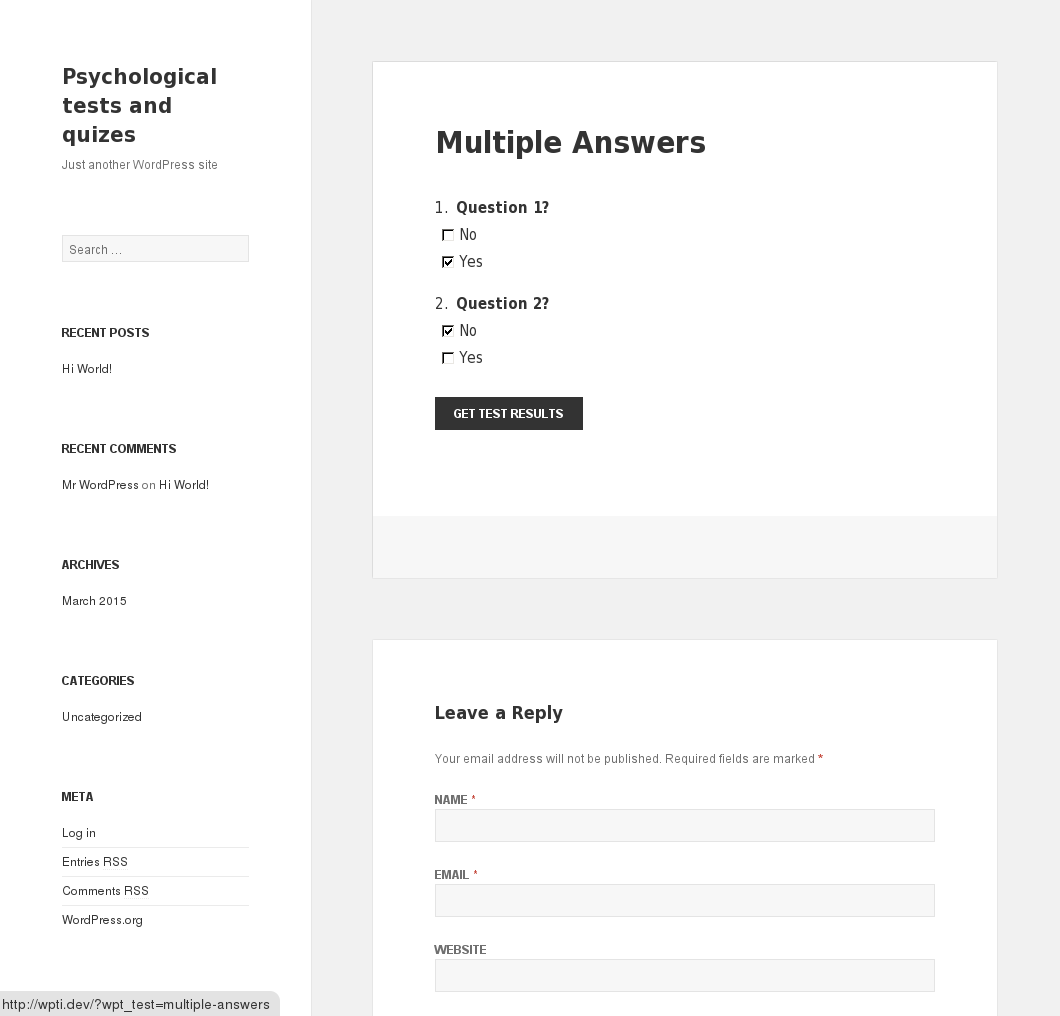 Psychological
tests and
quizes
Just another WordPress site
Search ...
RECENT POSTS
Hi World!
RECENT COMMENTS
Mr WordPress on Hi World!
ARCHIVES
March 2015
CATEGORIES
Uncategorized
META
Log in
Entries RSS
Comments RSS
WordPress.org
Multiple Answers
1. Question 1?
No
Yes
2. Question 2?
No
Yes
GET TEST RESULTS
Leave a Reply
Your email address will not be published. Required fields are marked *
NAME *
EMAIL *
WEBSITE
http://wpti.dev/?wpt_test=multiple-answers